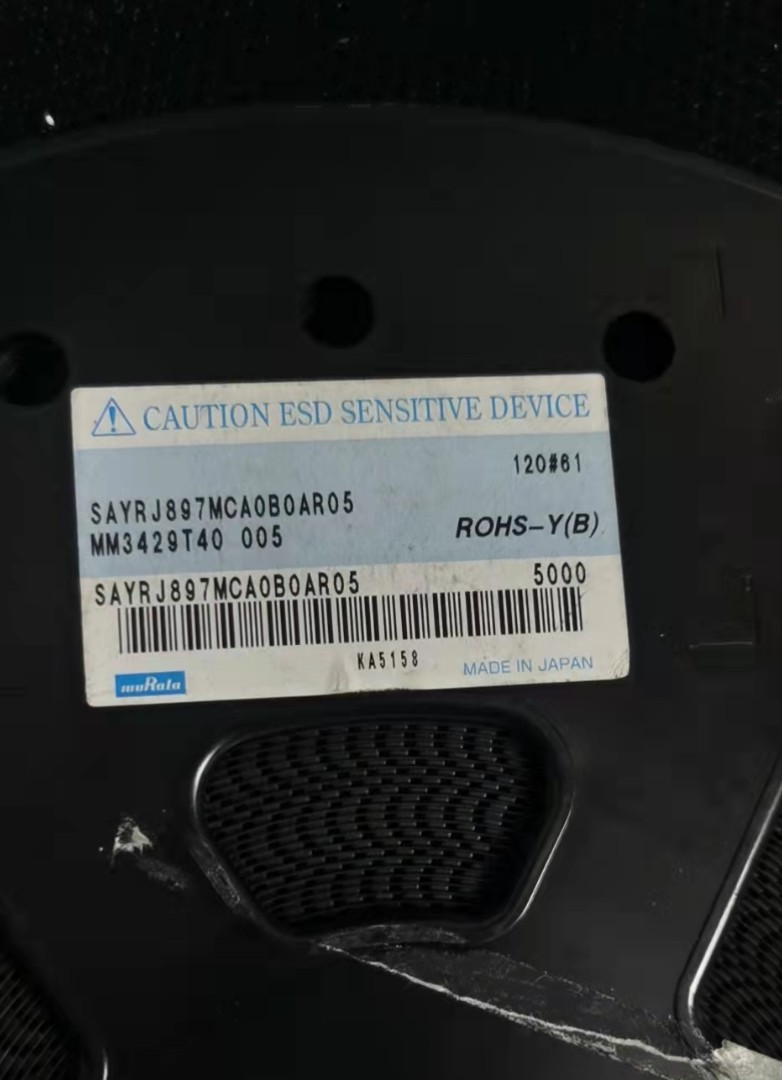 CAUTION ESD SENSITIVE DEVICE
120#61
SAYRJ897MCA0B0AR05
MM3429T40 005
ROHS-Y(B)
SAYRJ897MCA0B0AR05 5000
KA5158
muRata
MADE IN JAPAN